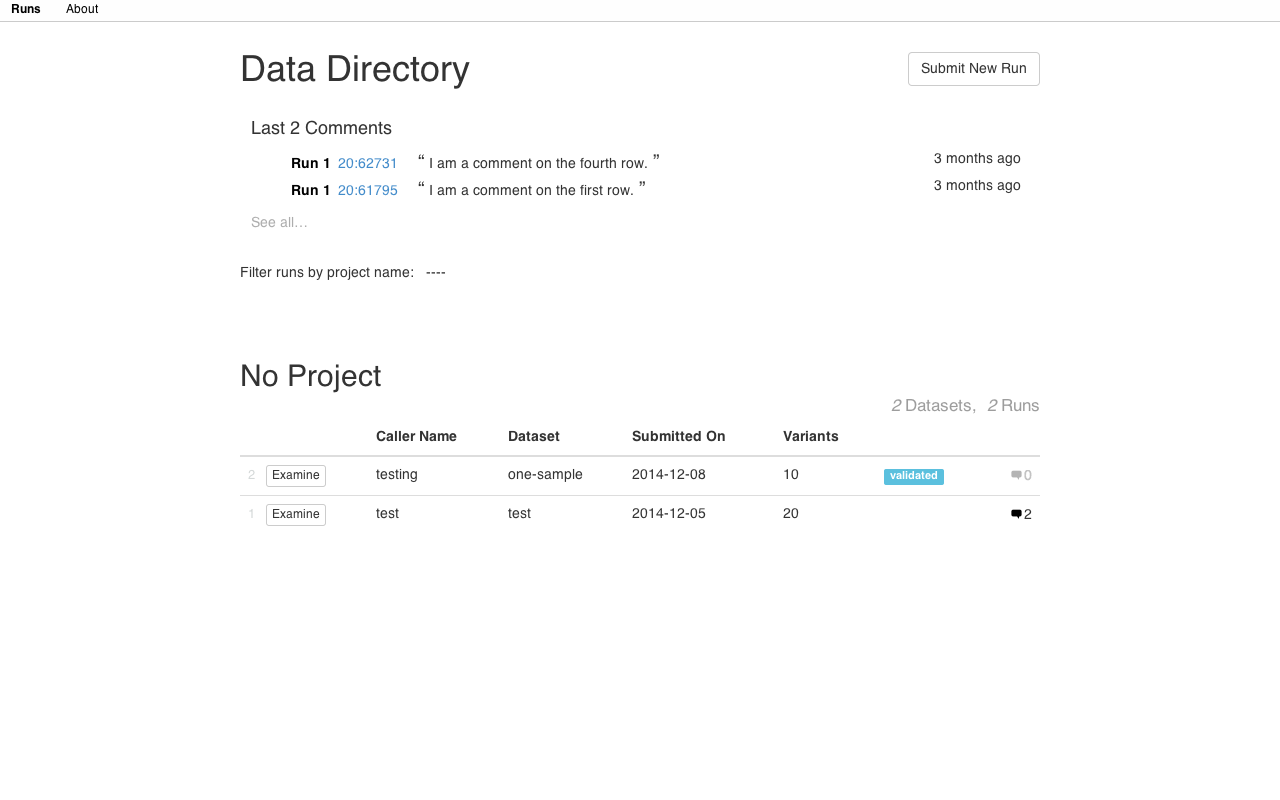 Runs About
Data Directory
Submit New Run
Last 2 Comments
Run 1 20:62731 “ I am a comment on the fourth row. ” 3 months ago
Run 1 20:61795 “ I am a comment on the first row. ” 3 months ago
See all...
Filter runs by project name: ----
No Project
2 Datasets, 2 Runs
Caller Name Dataset Submitted On Variants
2 Examine testing one-sample 2014-12-08 10 validated 0
1 Examine test test 2014-12-05 20 2